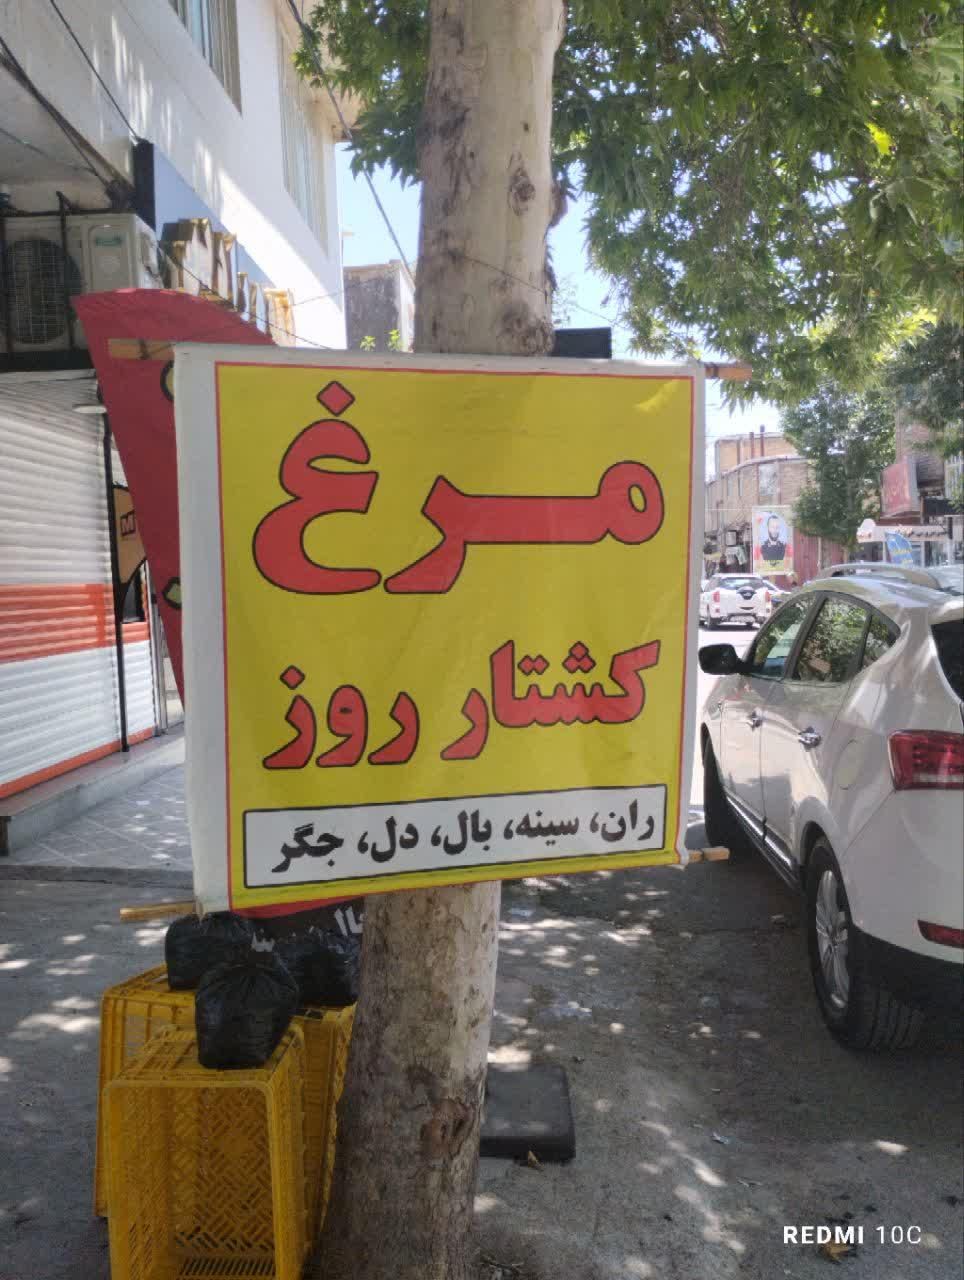 مرغ
کشتار روز
ران، سینه، بال، دل، جگر
REDMI 10C